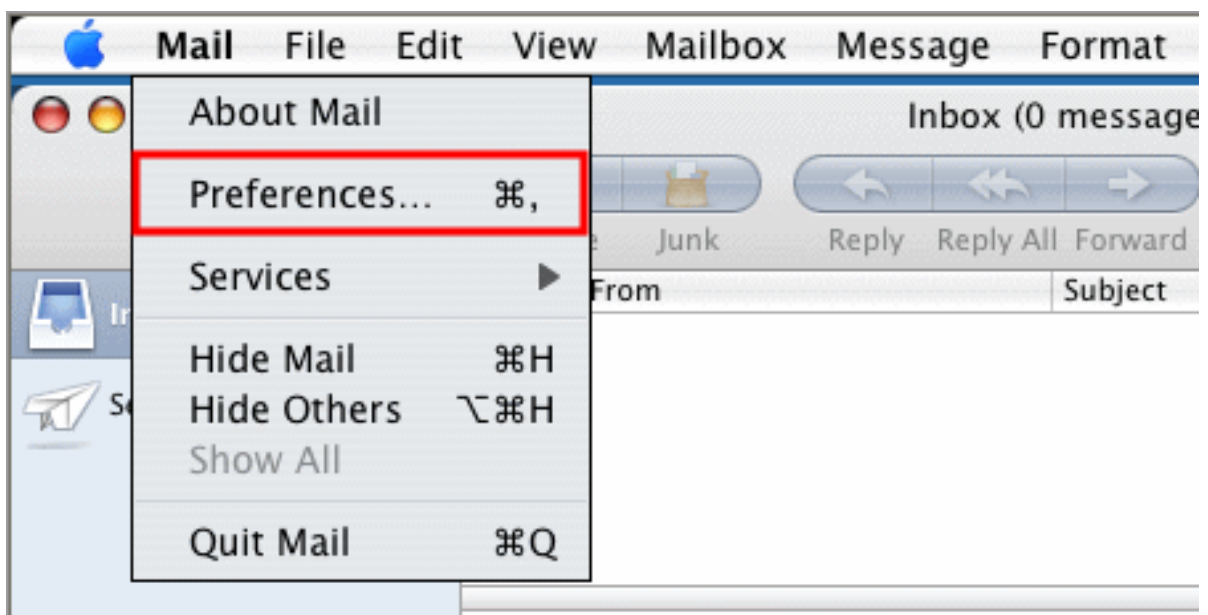 Mail File Edit View Mailbox Message Format
About Mail
Inbox (0 message
Preferences... ⌘,
Junk Reply Reply All Forward
Services
From Subject
Hide Mail ⌘H
Hide Others ⌥⌘H
Show All
Quit Mail ⌘Q